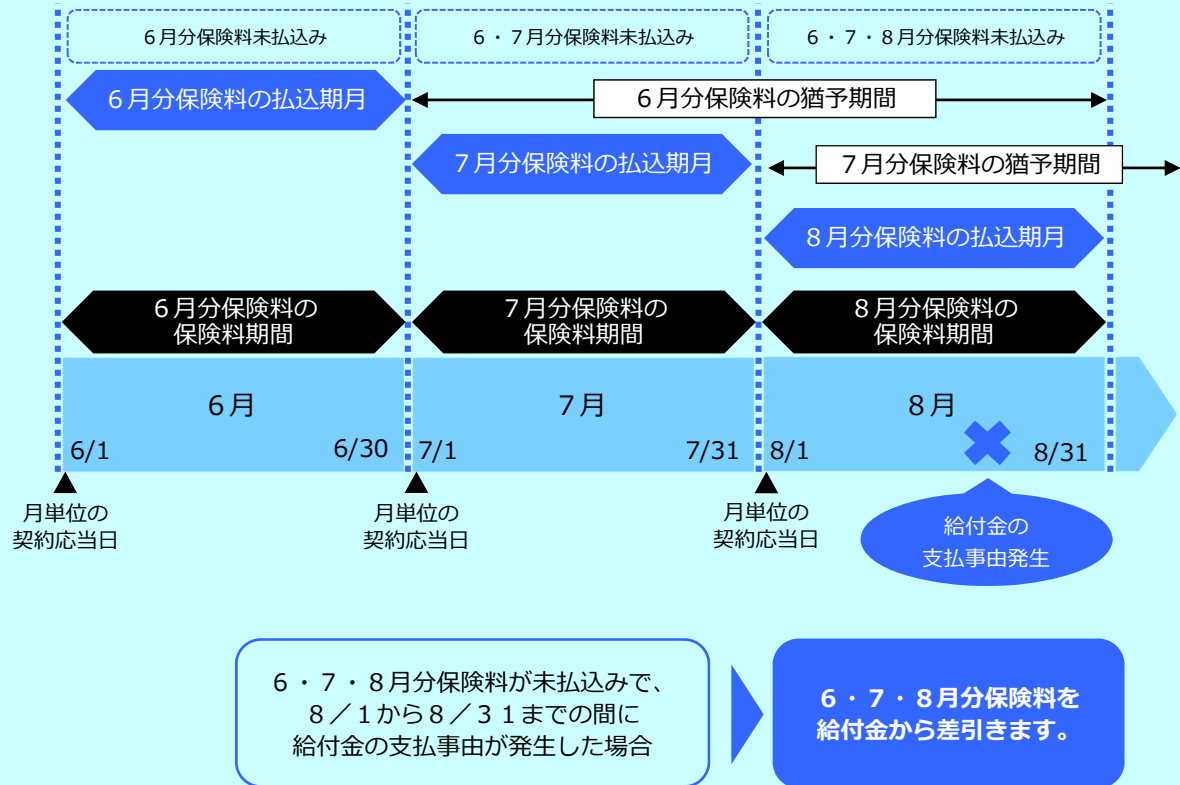 6月分保険料未払込み
6・7月分保険料未払込み
6・7・8月分保険料未払込み
6月分保険料の払込期月
6月分保険料の猶予期間
7月分保険料の払込期月
7月分保険料の猶予期間
8月分保険料の払込期月
6月分保険料の
保険料期間
7月分保険料の
保険料期間
8月分保険料の
保険料期間
6月
7月
8月
6/1
6/30
7/1
7/31
8/1
8/31
月単位の
契約応当日
月単位の
契約応当日
月単位の
契約応当日
給付金の
支払事由発生
6・7・8月分保険料が未払込みで、
8/1から8/31までの間に
給付金の支払事由が発生した場合
6・7・8月分保険料を
給付金から差引きます。